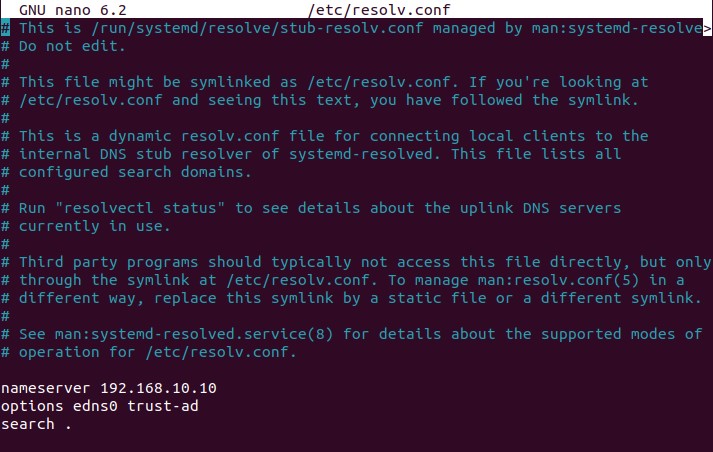 GNU nano 6.2 /etc/resolv.conf
# This is /run/systemd/resolve/stub-resolv.conf managed by man:systemd-resolve>
# Do not edit.
#
# This file might be symlinked as /etc/resolv.conf. If you're looking at
# /etc/resolv.conf and seeing this text, you have followed the symlink.
#
# This is a dynamic resolv.conf file for connecting local clients to the
# internal DNS stub resolver of systemd-resolved. This file lists all
# configured search domains.
#
# Run "resolvectl status" to see details about the uplink DNS servers
# currently in use.
#
# Third party programs should typically not access this file directly, but only
# through the symlink at /etc/resolv.conf. To manage man:resolv.conf(5) in a
# different way, replace this symlink by a static file or a different symlink.
#
# See man:systemd-resolved.service(8) for details about the supported modes of
# operation for /etc/resolv.conf.

nameserver 192.168.10.10
options edns0 trust-ad
search .